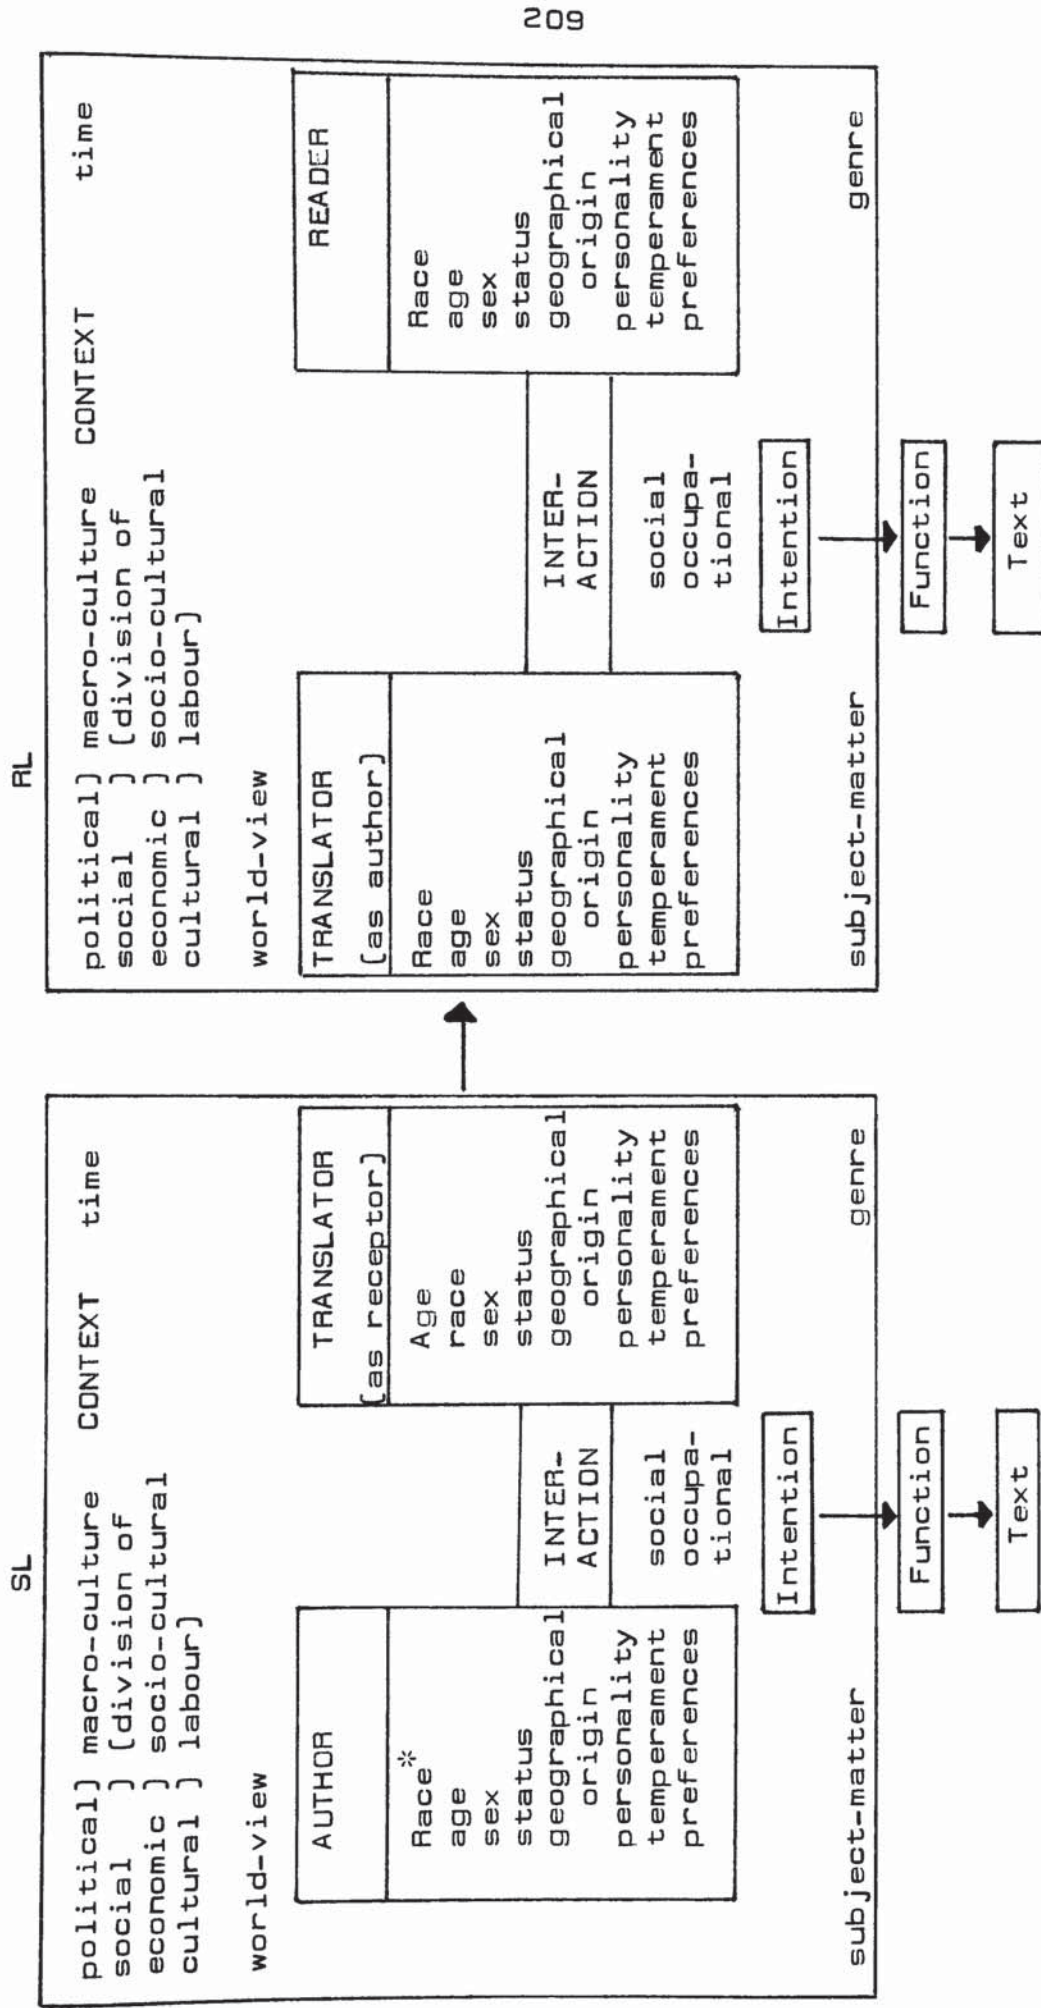 209
SL
political) macro-culture CONTEXT time
social ) (division of
economic ) socio-cultural
cultural ) labour)
world-view
AUTHOR
Race*
age
sex
status
geographical
origin
personality
temperament
preferences
INTER-
ACTION
social
occupa-
tional
TRANSLATOR
(as receptor)
Age
race
sex
status
geographical
origin
personality
temperament
preferences
Intention
subject-matter genre
Function
Text
RL
political) macro-culture CONTEXT time
social ) (division of
economic ) socio-cultural
cultural ) labour)
world-view
TRANSLATOR
(as author)
Race
age
sex
status
geographical
origin
personality
temperament
preferences
INTER-
ACTION
social
occupa-
tional
READER
Race
age
sex
status
geographical
origin
personality
temperament
preferences
Intention
subject-matter genre
Function
Text